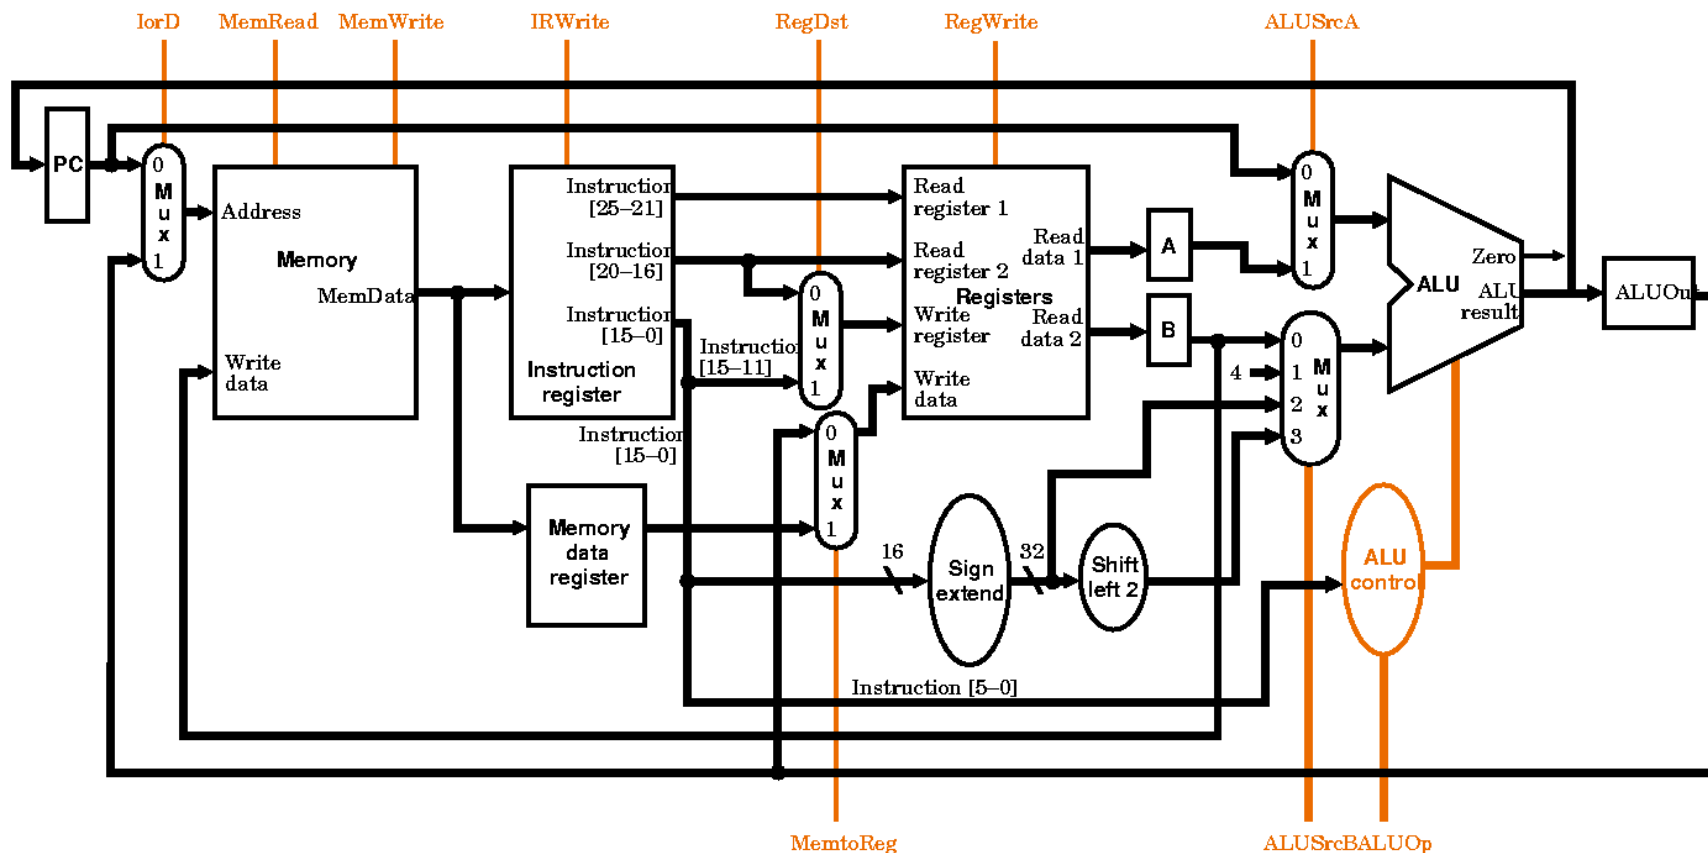 IorD
MemRead
MemWrite
IRWrite
RegDst
RegWrite
ALUSrcA
PC
0
M
u
x
1
Address
Memory
MemData
Write
data
Instruction
[25–21]
Instruction
[20–16]
Instruction
[15–0]
Instruction
register
Instruction
[15–11]
Instruction
[15–0]
0
M
u
x
1
Read
register 1
Read
register 2
Registers
Write
register
Write
data
Read
data 1
Read
data 2
A
B
0
M
u
x
1
0
4
1
M
u
x
2
3
Zero
ALU
ALU
result
ALUOut
0
M
u
x
1
Memory
data
register
16
Sign
extend
32
Shift
left 2
ALU
control
Instruction [5–0]
MemtoReg
ALUSrcB
ALUOp